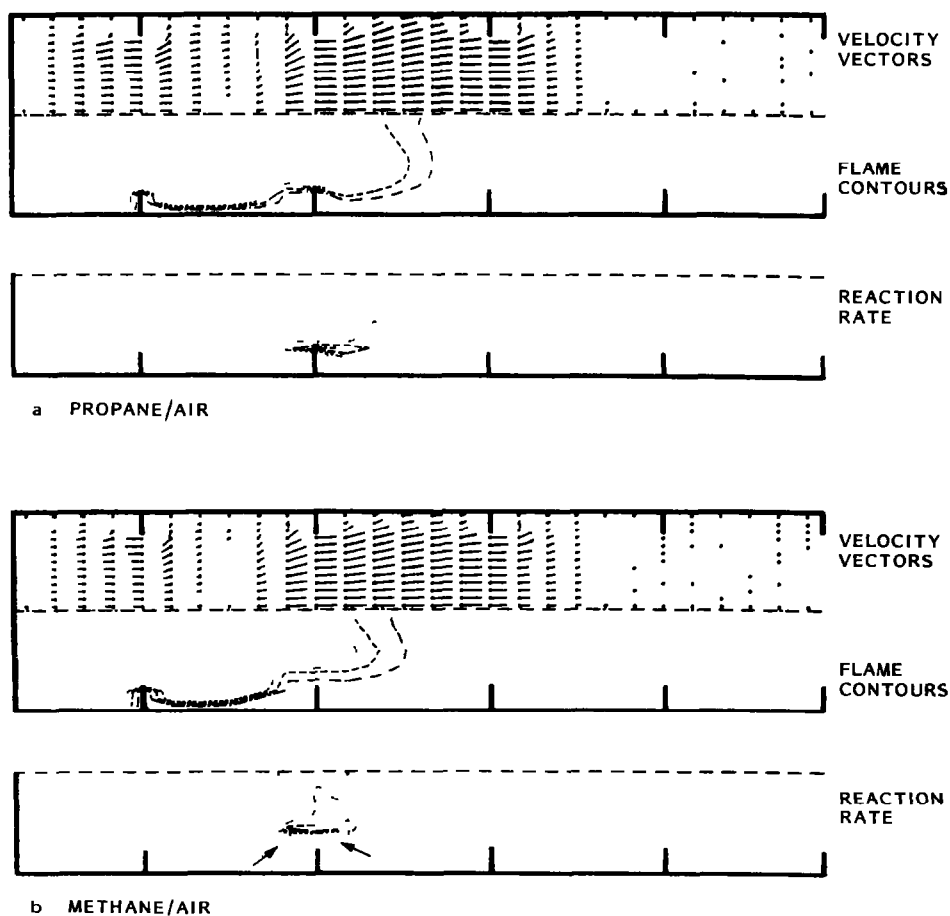 VELOCITY
VECTORS
FLAME
CONTOURS
REACTION
RATE
a PROPANE/AIR
VELOCITY
VECTORS
FLAME
CONTOURS
REACTION
RATE
b METHANE/AIR